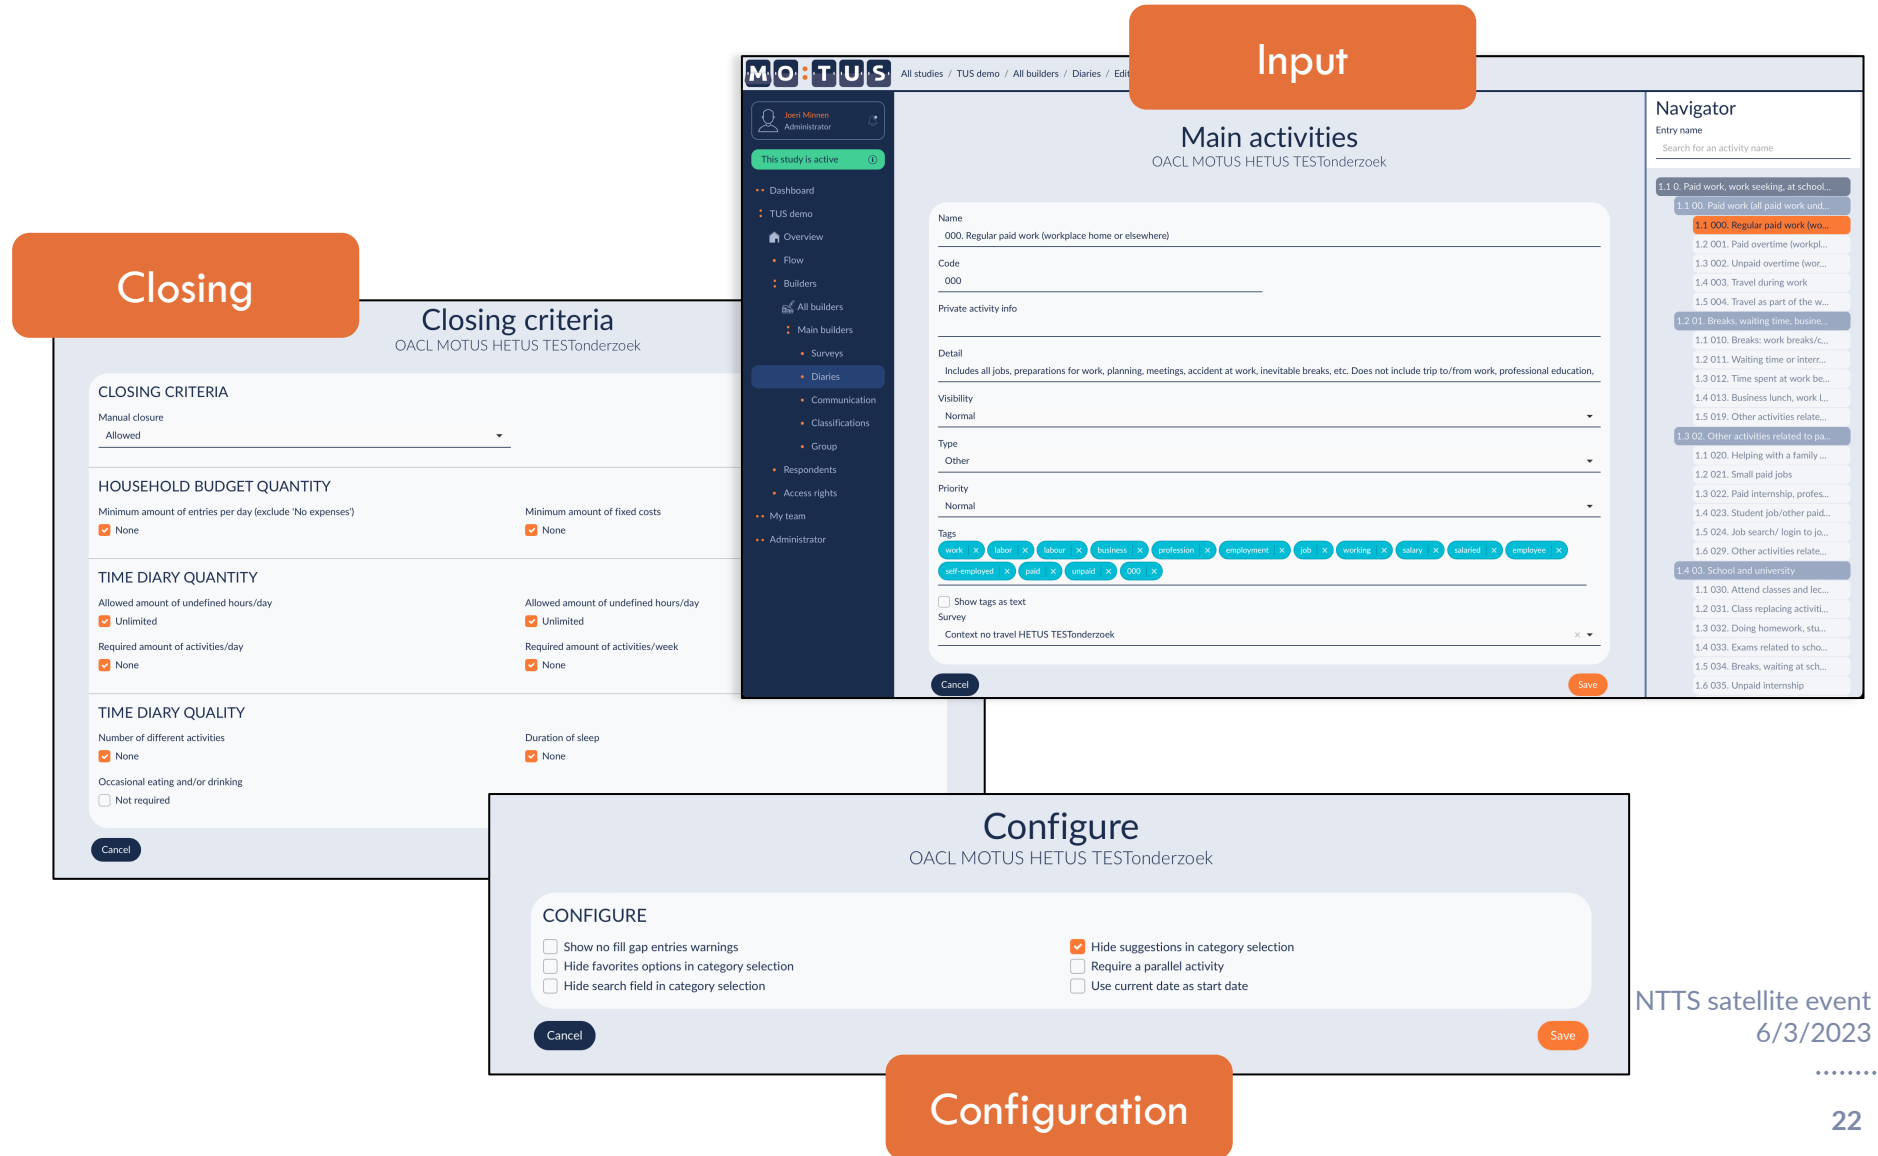 Input
MO:TUS
All studies / TUS demo / All builders / Diaries / Edit
Joeri Minnen
Administrator
This study is active
Dashboard
TUS demo
Overview
Flow
Builders
All builders
Main builders
Surveys
Diaries
Communication
Classifications
Group
Respondents
Access rights
My team
Administrator
Main activities
OACL MOTUS HETUS TESTonderzoek
Name
000. Regular paid work (workplace home or elsewhere)
Code
000
Private activity info
Detail
Includes all jobs, preparations for work, planning, meetings, accident at work, inevitable breaks, etc. Does not include trip to/from work, professional education,
Visibility
Normal
Type
Other
Priority
Normal
Tags
work × labor × labour × business × profession × employment × job × working × salary × salaried × employee ×
self-employed × paid × unpaid × 000 ×
Show tags as text
Survey
Context no travel HETUS TESTonderzoek ×
Cancel
Save
Navigator
Entry name
Search for an activity name
1.1 0. Paid work, work seeking, at school...
1.1 00. Paid work (all paid work und...
1.1 000. Regular paid work (wo...
1.2 001. Paid overtime (workpl...
1.3 002. Unpaid overtime (wor...
1.4 003. Travel during work
1.5 004. Travel as part of the w...
1.2 01. Breaks, waiting time, busine...
1.1 010. Breaks: work breaks/c...
1.2 011. Waiting time or interr...
1.3 012. Time spent at work be...
1.4 013. Business lunch, work l...
1.5 019. Other activities relate...
1.3 02. Other activities related to pa...
1.1 020. Helping with a family ...
1.2 021. Small paid jobs
1.3 022. Paid internship, profes...
1.4 023. Student job/other paid...
1.5 024. Job search/ login to jo...
1.6 029. Other activities relate...
1.4 03. School and university
1.1 030. Attend classes and lec...
1.2 031. Class replacing activiti...
1.3 032. Doing homework, stu...
1.4 033. Exams related to scho...
1.5 034. Breaks, waiting at sch...
1.6 035. Unpaid internship
Closing
Closing criteria
OACL MOTUS HETUS TESTonderzoek
CLOSING CRITERIA
Manual closure
Allowed
HOUSEHOLD BUDGET QUANTITY
Minimum amount of entries per day (exclude 'No expenses')
None
Minimum amount of fixed costs
None
TIME DIARY QUANTITY
Allowed amount of undefined hours/day
Unlimited
Allowed amount of undefined hours/day
Unlimited
Required amount of activities/day
None
Required amount of activities/week
None
TIME DIARY QUALITY
Number of different activities
None
Duration of sleep
None
Occasional eating and/or drinking
Not required
Cancel
Configure
OACL MOTUS HETUS TESTonderzoek
CONFIGURE
Show no fill gap entries warnings
Hide favorites options in category selection
Hide search field in category selection
Hide suggestions in category selection
Require a parallel activity
Use current date as start date
Cancel
Save
Configuration
NTTS satellite event
6/3/2023
22